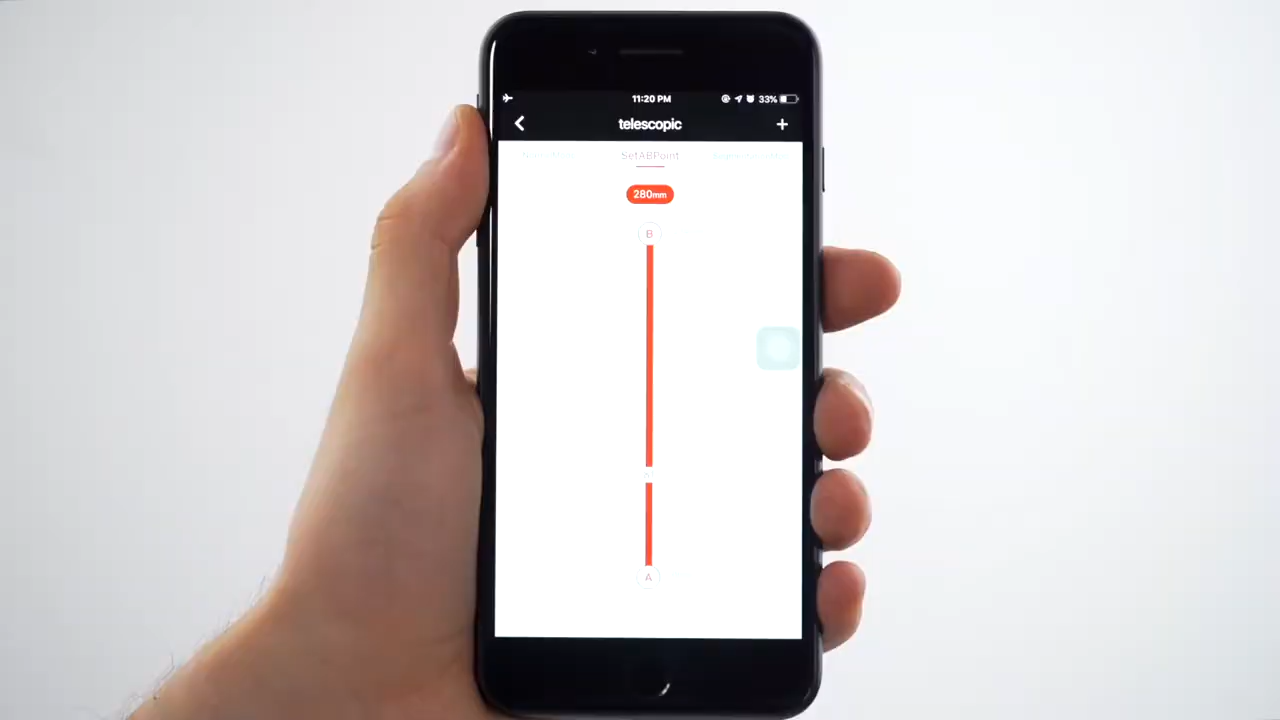 11:20 PM 33%
telescopic +
SetABPoint
280mm
B
A